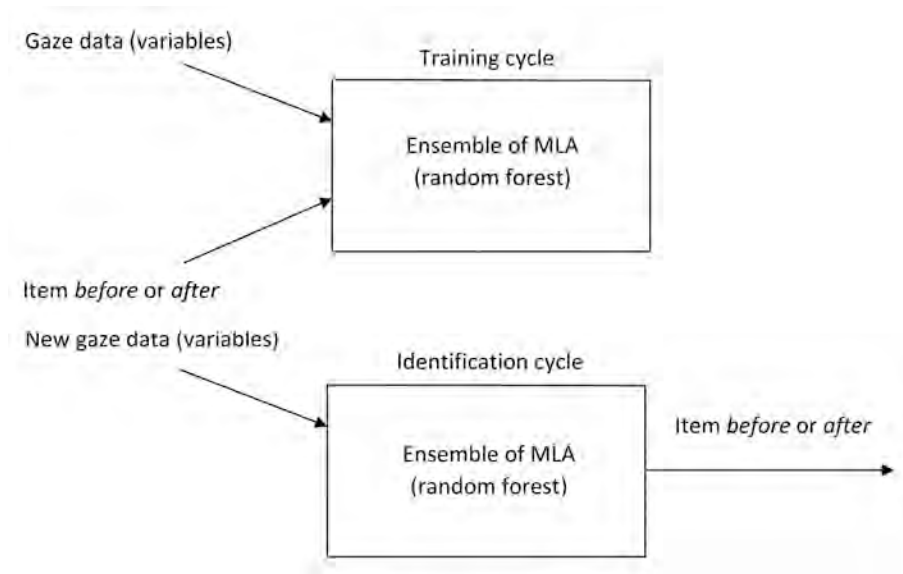 Gaze data (variables)
Training cycle
Ensemble of MLA
(random forest)
Item before or after
New gaze data (variables)
Identification cycle
Item before or after
Ensemble of MLA
(random forest)